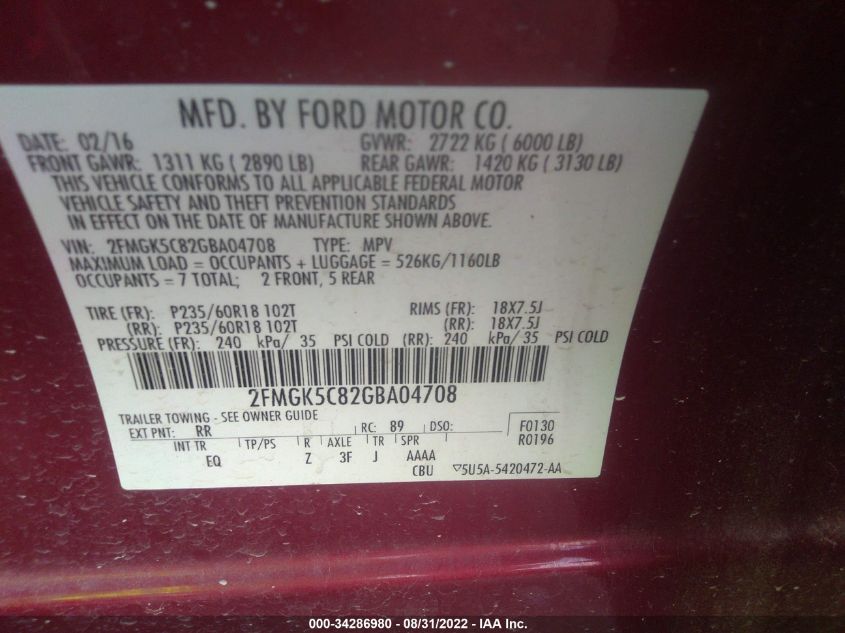 MFD. BY FORD MOTOR CO.
DATE: 02/16 GVWR: 2722 KG ( 6000 LB)
FRONT GAWR: 1311 KG ( 2890 LB) REAR GAWR: 1420 KG ( 3130 LB)
THIS VEHICLE CONFORMS TO ALL APPLICABLE FEDERAL MOTOR
VEHICLE SAFETY AND THEFT PREVENTION STANDARDS
IN EFFECT ON THE DATE OF MANUFACTURE SHOWN ABOVE.
VIN: 2FMGK5C82GBA04708 TYPE: MPV
MAXIMUM LOAD = OCCUPANTS + LUGGAGE = 526KG/1160LB
OCCUPANTS = 7 TOTAL; 2 FRONT, 5 REAR
TIRE (FR): P235/60R18 102T RIMS (FR): 18X7.5J
(RR): P235/60R18 102T (RR): 18X7.5J
PRESSURE (FR): 240 kPa/ 35 PSI COLD (RR): 240 kPa/ 35 PSI COLD
2FMGK5C82GBA04708
TRAILER TOWING - SEE OWNER GUIDE
EXT PNT: RR RC: 89 DSO: F0130
R0196
INT TR TP/PS R AXLE TR SPR
EQ Z 3F J AAAA
CBU 5U5A-5420472-AA
000-34286980 - 08/31/2022 - IAA Inc.